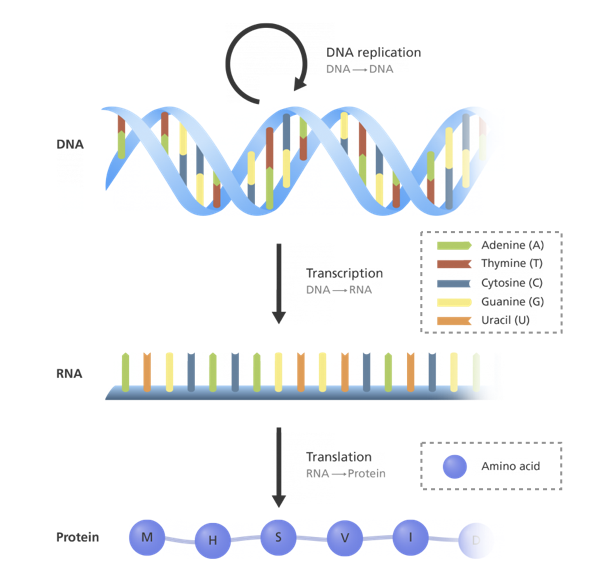 DNA replication
DNA → DNA
DNA
Adenine (A)
Thymine (T)
Transcription
DNA → RNA
Cytosine (C)
Guanine (G)
Uracil (U)
RNA
Translation
RNA → Protein
Amino acid
Protein
M H S V I D